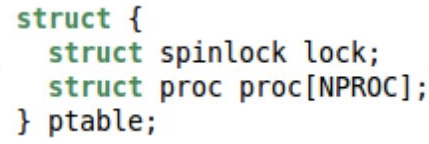 struct {
  struct spinlock lock;
  struct proc proc[NPROC];
} ptable;